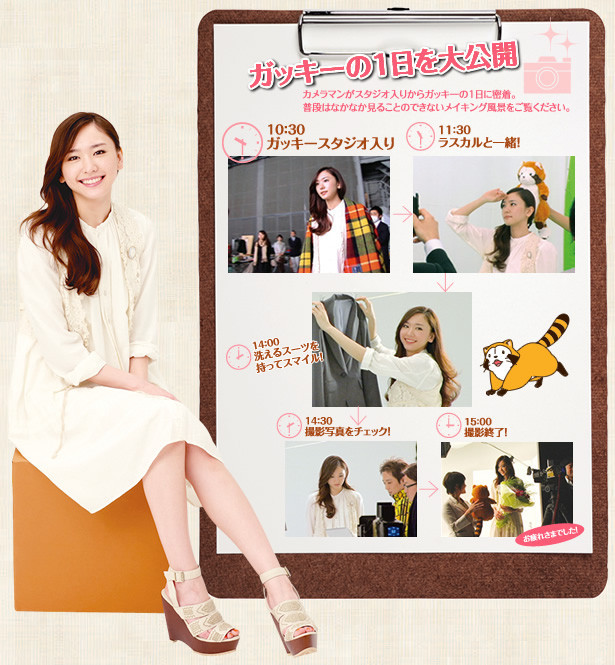 ガッキーの1日を大公開
カメラマンがスタジオ入りからガッキーの1日に密着。
普段はなかなか見ることのできないメイキング風景をご覧ください。
10:30
ガッキースタジオ入り
11:30
ラスカルと一緒!
14:00
洗えるスーツを
持ってスマイル!
14:30
撮影写真をチェック!
15:00
撮影終了!
お疲れさまでした!